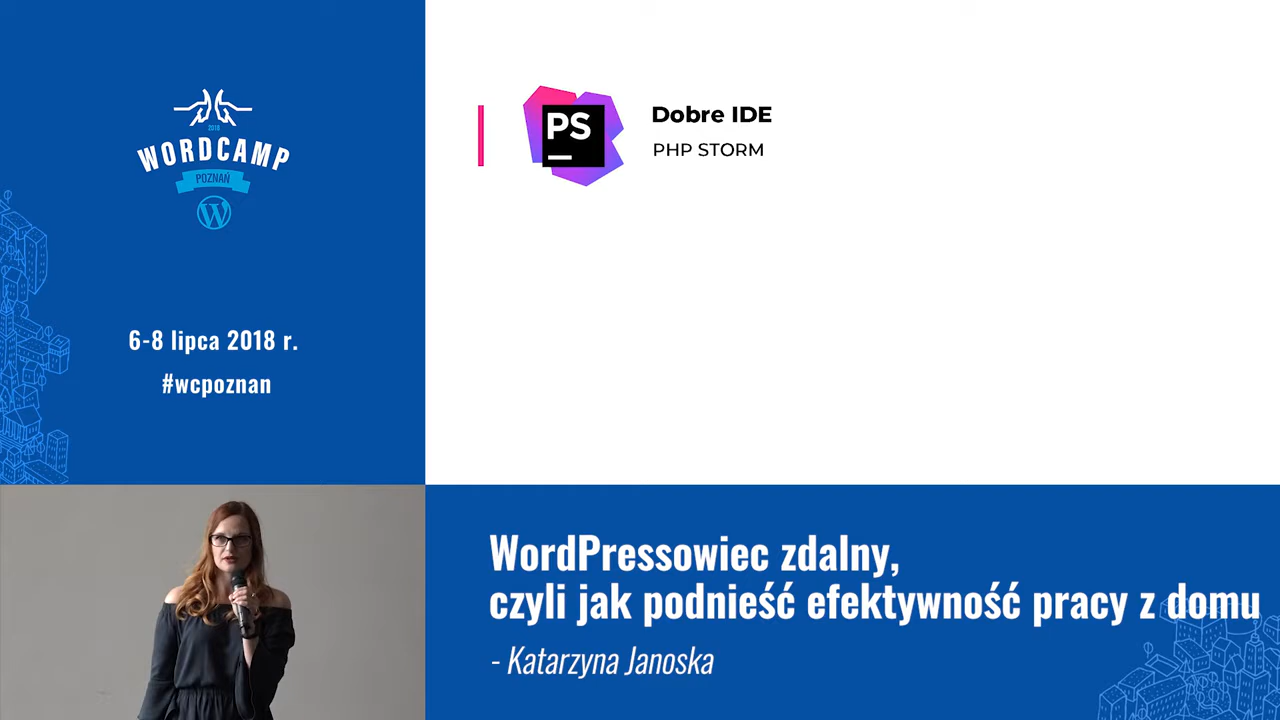 2018
WORDCAMP
POZNAŃ
W
6-8 lipca 2018 r.
#wcpoznan
PS
Dobre IDE
PHP STORM
WordPressowiec zdalny,
czyli jak podnieść efektywność pracy z domu
- Katarzyna Janoska